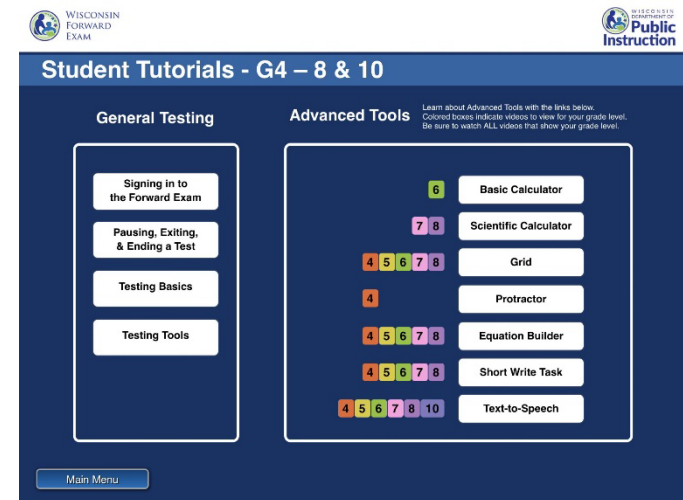 WISCONSIN
FORWARD
EXAM
WISCONSIN
DEPARTMENT OF
Public
Instruction
Student Tutorials - G4 – 8 & 10
General Testing
Signing in to
the Forward Exam
Pausing, Exiting,
& Ending a Test
Testing Basics
Testing Tools
Advanced Tools
Learn about Advanced Tools with the links below.
Colored boxes indicate videos to view for your grade level.
Be sure to watch ALL videos that show your grade level.
6 Basic Calculator
7 8 Scientific Calculator
4 5 6 7 8 Grid
4 Protractor
4 5 6 7 8 Equation Builder
4 5 6 7 8 Short Write Task
4 5 6 7 8 10 Text-to-Speech
Main Menu